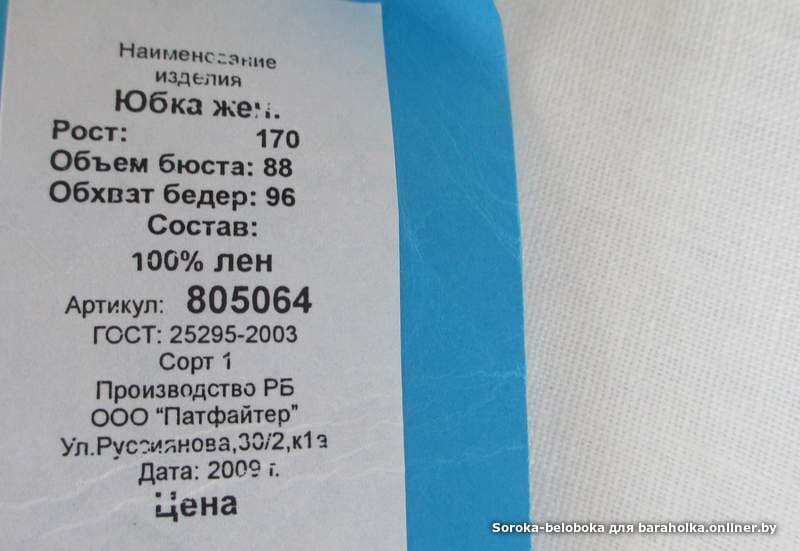 Наименование
изделия
Юбка жен.
Рост: 170
Объем бюста: 88
Обхват бедер: 96
Состав:
100% лен
Артикул: 805064
ГОСТ: 25295-2003
Сорт 1
Производство РБ
ООО "Патфайтер"
Ул.Руссиянова,30/2,к1а
Дата: 2009 г.
Цена
Soroka-beloboka для baraholka.onliner.by